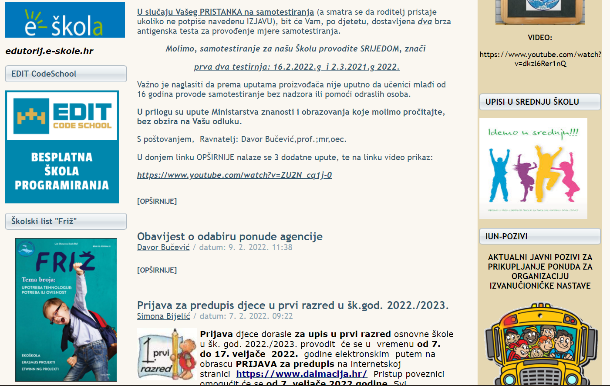 e-škola
edutorij.e-skole.hr
EDIT CodeSchool
EDIT
CODE SCHOOL
BESPLATNA
ŠKOLA
PROGRAMIRANJA
Školski list "Friž"
FRIŽ
Temu broje:
UPOTREBA TEHNOLOGIJE:
POTREBA ILI OVISNOST
EKOŠKOLA
ERASMUS PROJEKTI
U slučaju Vašeg PRISTANKA na samotestiranja (a smatra se da roditelj pristaje
ukoliko ne potpiše navedenu IZJAVU), bit će Vam, po djetetu, dostavljena dva brza
antigenska testa za provođenje mjere samotestiranja.
Molimo, samotestiranje za našu Školu provodite SRIJEDOM, znači
prva dva testirnja: 16.2.2022.g i 2.3.2021.g 2022.
Važno je naglasiti da prema uputama proizvođača nije uputno da učenici mlađi od
16 godina provode samotestiranje bez nadzora ili pomoći odraslih osoba.
U prilogu su upute Ministarstva znanosti i obrazovanja koje molimo pročitajte,
bez obzira na Vašu odluku.
S poštovanjem, Ravnatelj: Davor Bučević,prof.;mr,oec.
U donjem linku OPŠIRNIJE nalaze se 3 dodatne upute, te na linku video prikaz:
https://www.youtube.com/watch?v=ZUZN_ca1j-0
[OPŠIRNIJE]
Obavijest o odabiru ponude agencije
Davor Bučević / datum: 9. 2. 2022. 11:38
[OPŠIRNIJE]
Prijava za predupis djece u prvi razred u šk.god. 2022./2023.
Simona Bijelić / datum: 7. 2. 2022. 09:22
1. prvi razred
Prijava djece dorasle za upis u prvi razred osnovne škole
u šk. god. 2022./2023. provodit će se u vremenu od 7.
do 17. veljače 2022. godine elektronskim putem na
obrascu PRIJAVA za predupis na internetskoj
stranici https://www.dalmacija.hr/ Pristup poveznici
omogućit će se od 7. veljače 2022.godine. Svi
VIDEO:
https://www.youtube.com/watch?
v=dkzl6Rer1nQ
UPISI U SREDNJU ŠKOLU
Idemo u srednju!!!
IUN-POZIVI
AKTUALNI JAVNI POZIVI ZA
PRIKUPLJANJE PONUDA ZA
ORGANIZACIJU
IZVANUČIONIČKE NASTAVE